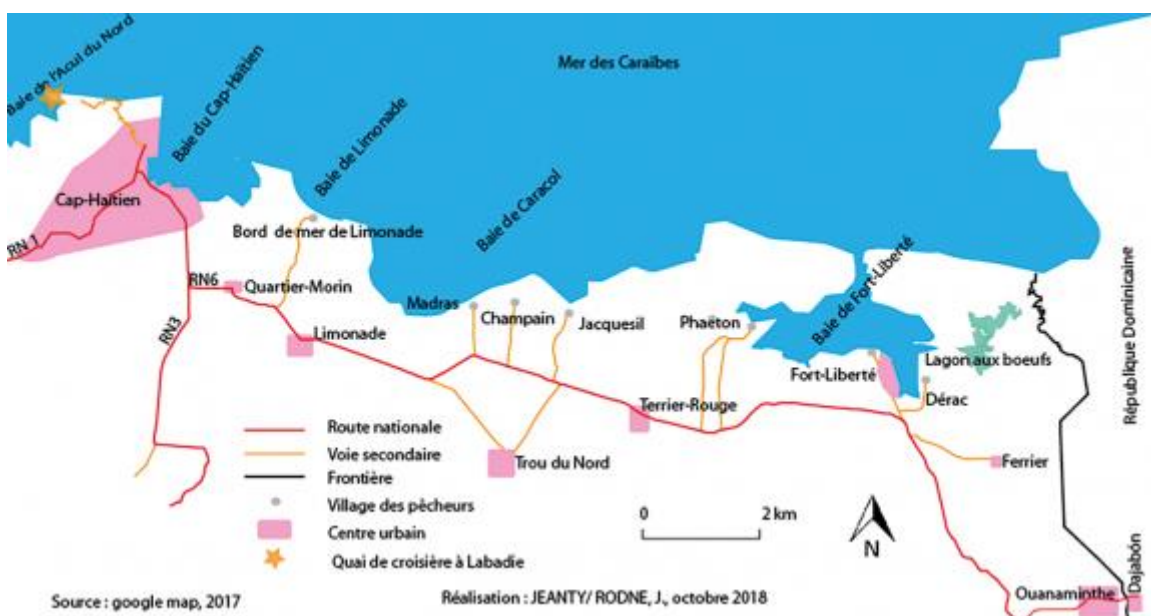 Mer des Caraïbes
Baie de l'Acul du Nord
Baie du Cap-Haïtien
Baie de Limonade
Baie de Caracol
Baie de Fort-Liberté
République Dominicaine
Cap-Haïtien
RN 1
Bord de mer de Limonade
RN6
Quartier-Morin
RN3
Limonade
Madras
Champain
Jacquesil
Phaëton
Fort-Liberté
Lagon aux boeufs
Dérac
Terrier-Rouge
Trou du Nord
Ferrier
Ouanaminthe
Dajabón
Route nationale
Voie secondaire
Frontière
Village des pêcheurs
Centre urbain
Quai de croisière à Labadie
0 2 km
N
Source : google map, 2017
Réalisation : JEANTY/ RODNE, J., octobre 2018